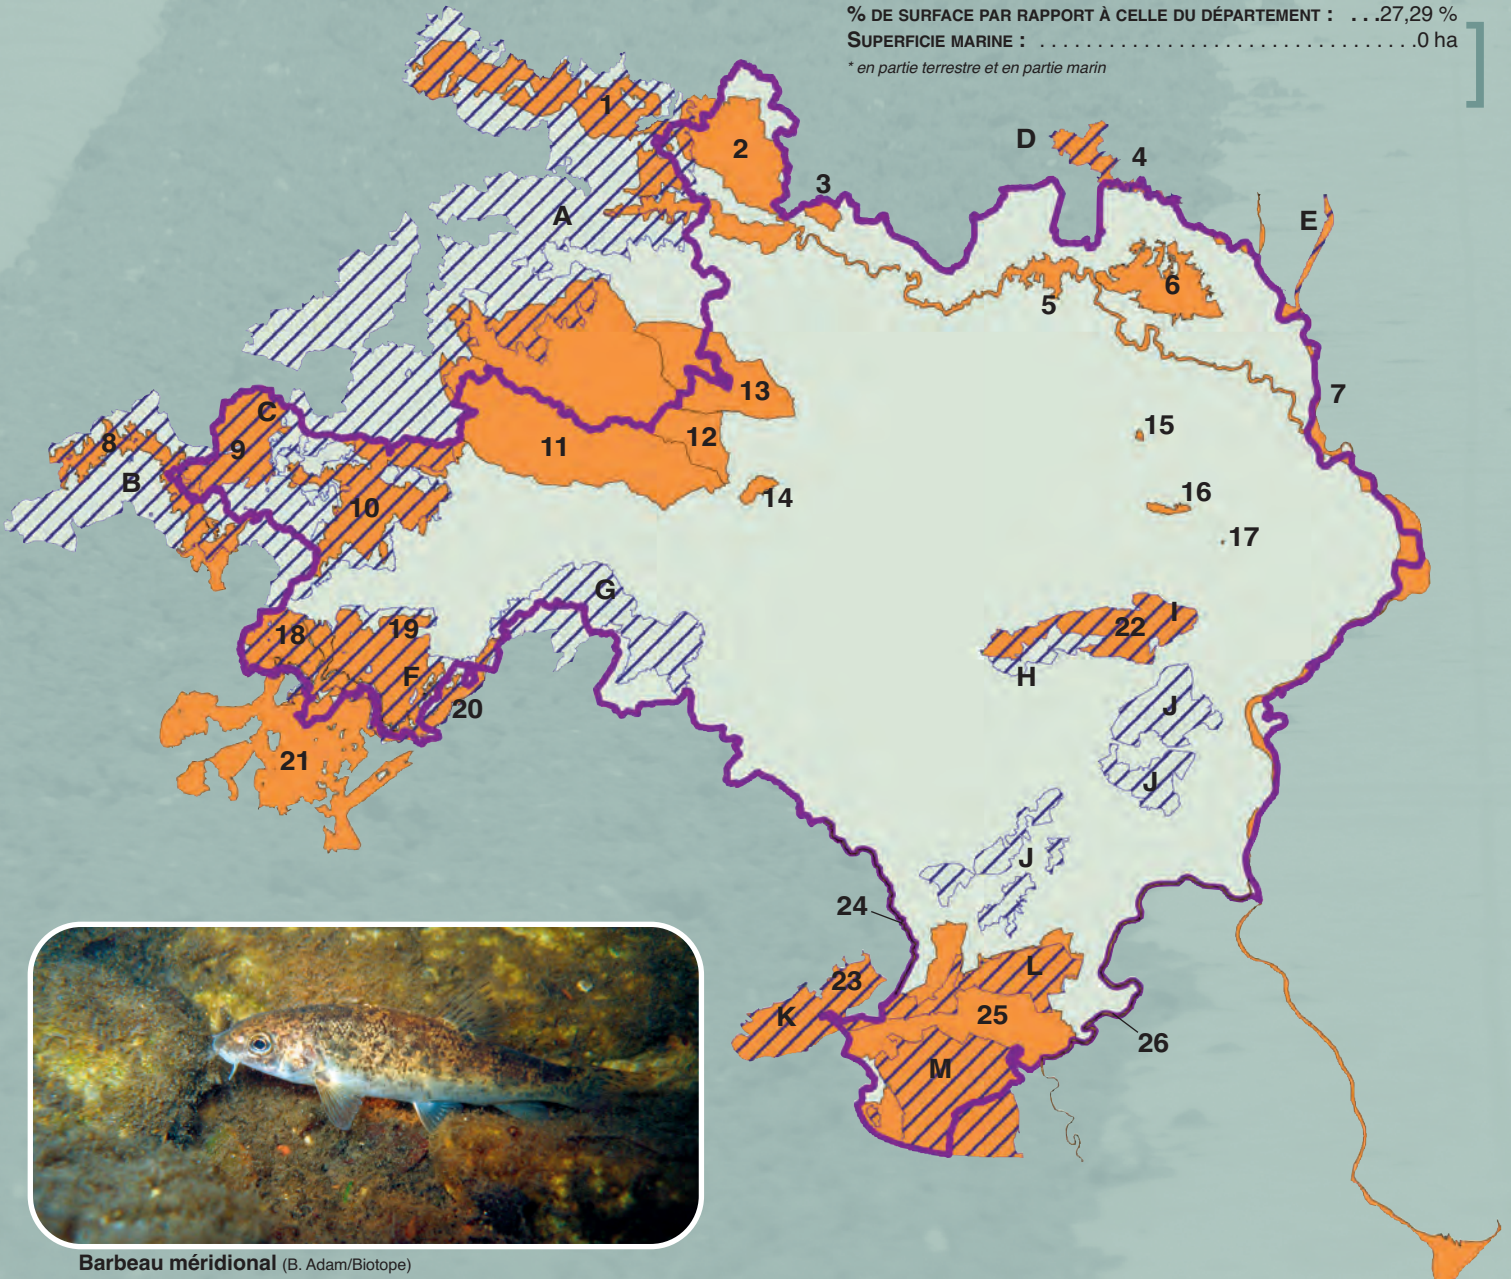 % DE SURFACE PAR RAPPORT À CELLE DU DÉPARTEMENT : . . .27,29 %
SUPERFICIE MARINE : . . . . . . . . . . . . . . . . . . . . . . . . . . . . . . . . .0 ha
* en partie terrestre et en partie marin
1
2
D
4
3
A
E
6
5
13
7
C
15
8
9
11
12
B
16
14
10
17
G
I
19
22
18
H
F
20
J
21
J
J
24
L
23
K
25
26
M
Barbeau méridional (B. Adam/Biotope)